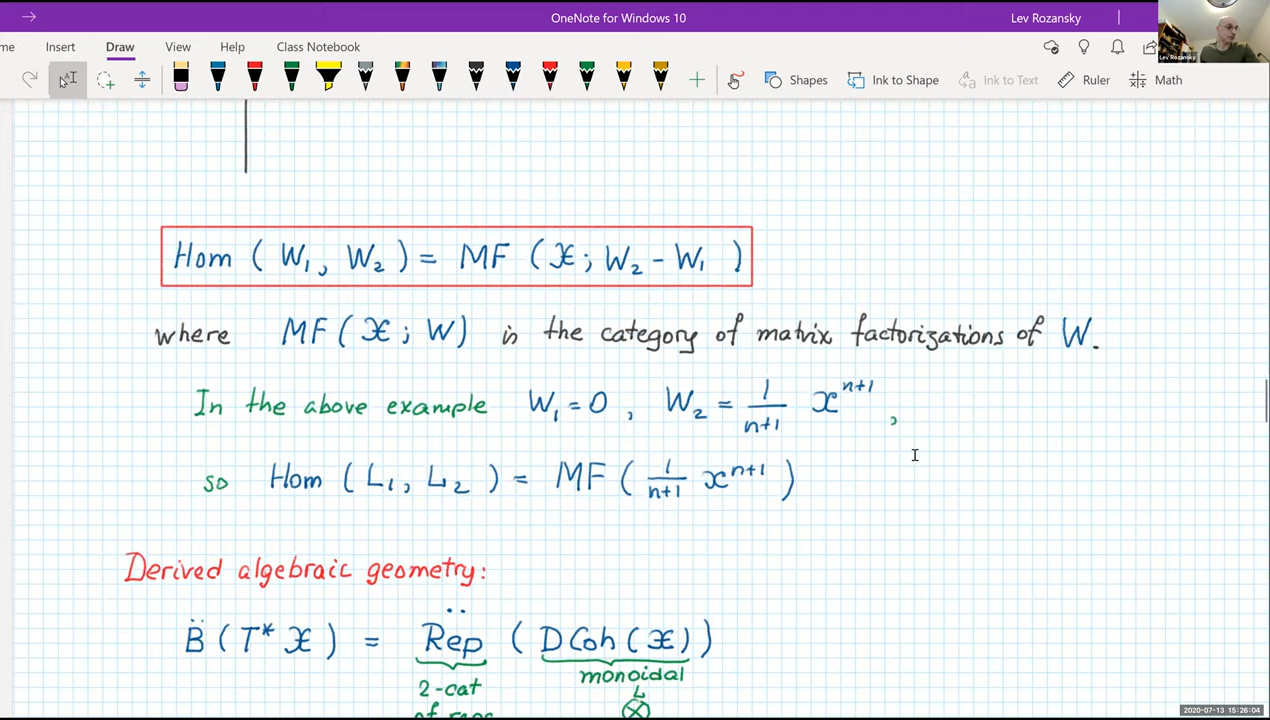 OneNote for Windows 10
Lev Rozansky
Lev Rozansky
me Insert Draw View Help Class Notebook
Shapes Ink to Shape Ink to Text Ruler Math
Hom ( W₁, W₂ ) = MF ( 𝒳 ; W₂ − W₁ )
where MF ( 𝒳 ; W ) is the category of matrix factorizations of W.
In the above example W₁ = 0 , W₂ = 1/(n+1) x^(n+1) ,
so Hom ( L₁, L₂ ) = MF ( 1/(n+1) x^(n+1) )
Derived algebraic geometry:
B̈ ( T* 𝒳 ) = R̈ep ( DCoh ( 𝒳 ) )
2-cat monoidal
L
⊗
2020-07-13 15:26:04